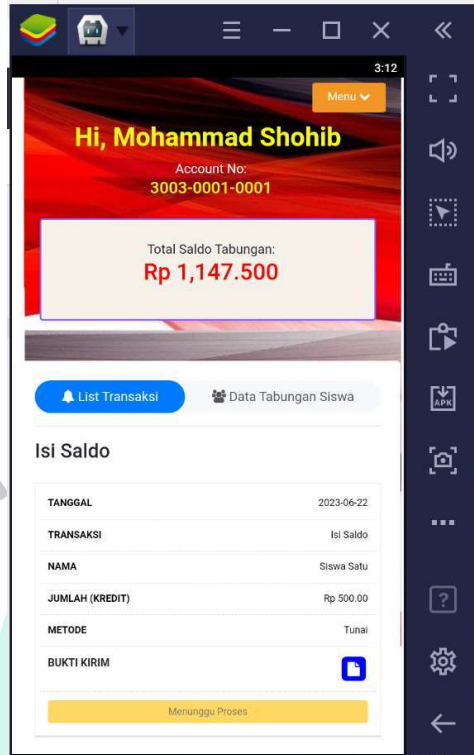 3:12
Menu
Hi, Mohammad Shohib
Account No:
3003-0001-0001
Total Saldo Tabungan:
Rp 1,147.500
List Transaksi
Data Tabungan Siswa
Isi Saldo
TANGGAL 2023-06-22
TRANSAKSI Isi Saldo
NAMA Siswa Satu
JUMLAH (KREDIT) Rp 500.00
METODE Tunai
BUKTI KIRIM
Menunggu Proses
APK